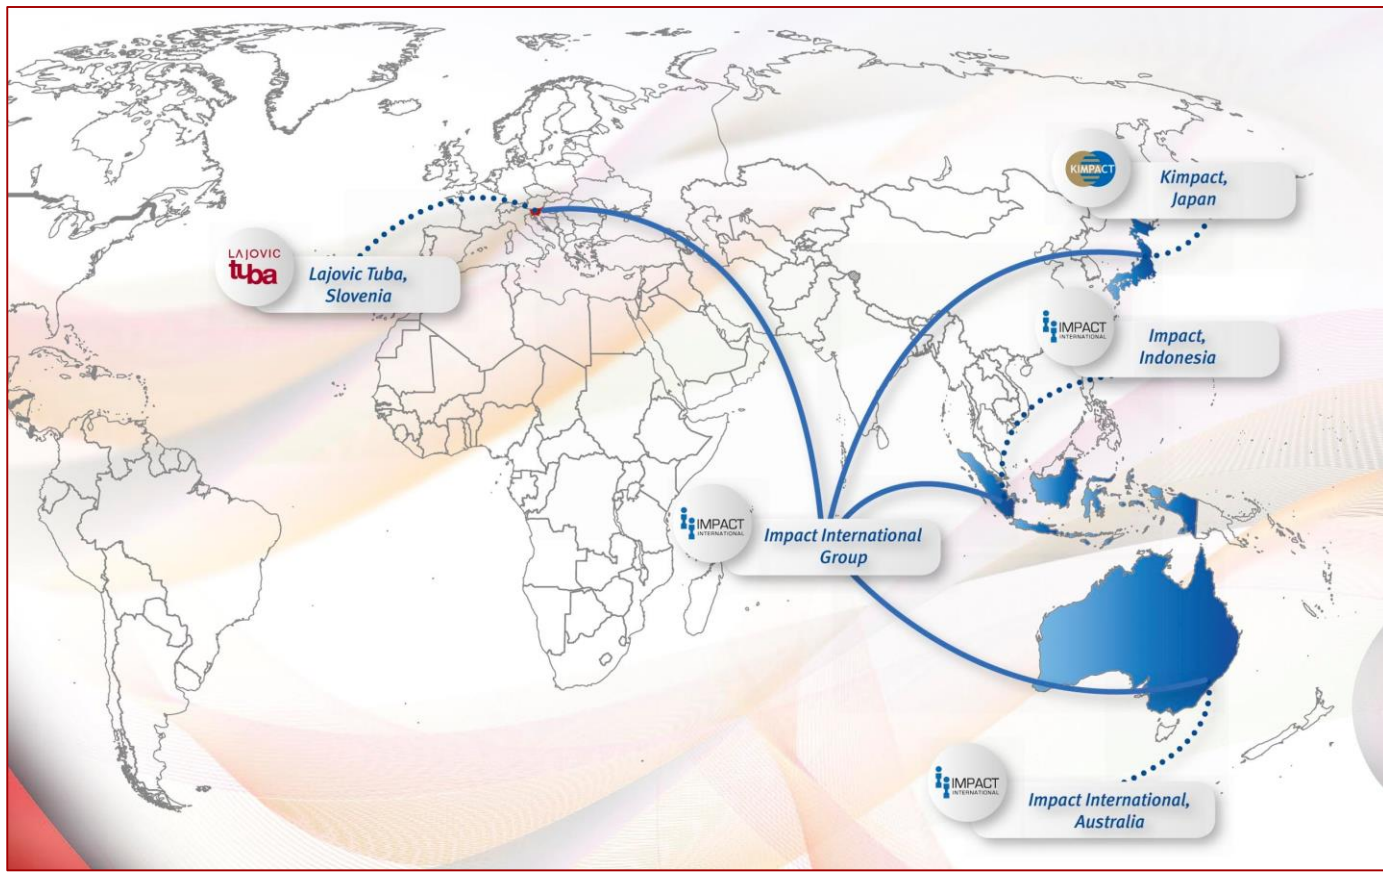 KIMPACT
Kimpact,
Japan
LAJOVIC
tuba
Lajovic Tuba,
Slovenia
IMPACT
INTERNATIONAL
Impact,
Indonesia
IMPACT
INTERNATIONAL
Impact International
Group
IMPACT
INTERNATIONAL
Impact International,
Australia